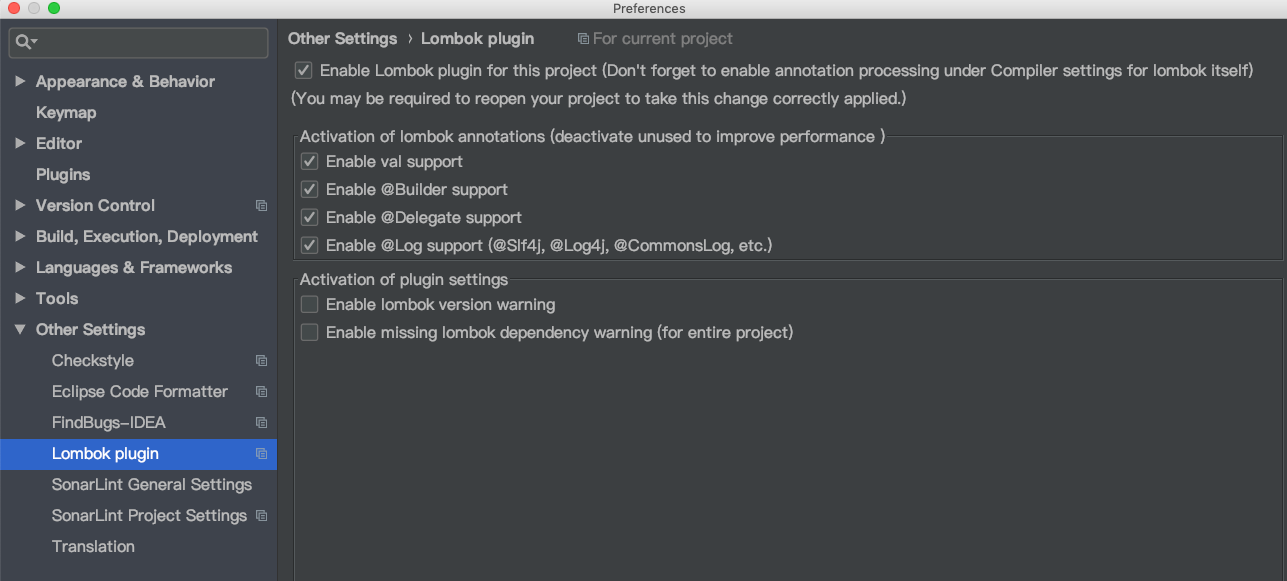 Preferences
Appearance & Behavior
Keymap
Editor
Plugins
Version Control
Build, Execution, Deployment
Languages & Frameworks
Tools
Other Settings
Checkstyle
Eclipse Code Formatter
FindBugs-IDEA
Lombok plugin
SonarLint General Settings
SonarLint Project Settings
Translation
Other Settings › Lombok plugin For current project
Enable Lombok plugin for this project (Don't forget to enable annotation processing under Compiler settings for lombok itself)
(You may be required to reopen your project to take this change correctly applied.)
Activation of lombok annotations (deactivate unused to improve performance )
Enable val support
Enable @Builder support
Enable @Delegate support
Enable @Log support (@Slf4j, @Log4j, @CommonsLog, etc.)
Activation of plugin settings
Enable lombok version warning
Enable missing lombok dependency warning (for entire project)